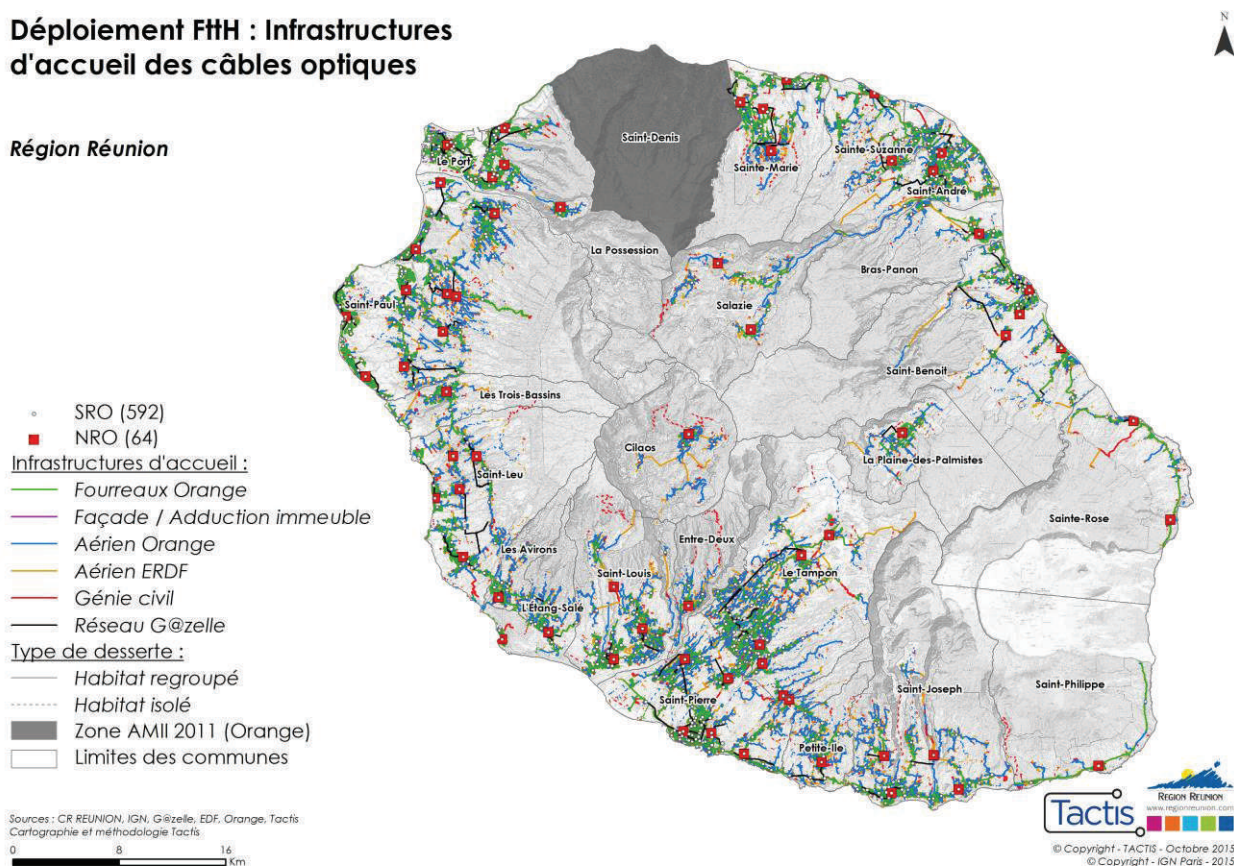 Déploiement FttH : Infrastructures
d'accueil des câbles optiques
Région Réunion
N
Saint-Denis
Le Port
Sainte-Marie
Sainte-Suzanne
Saint-André
La Possession
Bras-Panon
Salazie
Saint-Paul
Saint-Benoit
Les Trois-Bassins
Cilaos
La Plaine-des-Palmistes
Saint-Leu
Sainte-Rose
Entre-Deux
Les Avirons
Saint-Louis
Le Tampon
L'Étang-Salé
Saint-Joseph
Saint-Philippe
Saint-Pierre
Petite-Ile
SRO (592)
NRO (64)
Infrastructures d'accueil :
Fourreaux Orange
Façade / Adduction immeuble
Aérien Orange
Aérien ERDF
Génie civil
Réseau G@zelle
Type de desserte :
Habitat regroupé
Habitat isolé
Zone AMII 2011 (Orange)
Limites des communes
Sources : CR REUNION, IGN, G@zelle, EDF, Orange, Tactis
Cartographie et méthodologie Tactis
0 8 16
Km
Tactis
REGION REUNION
www.regionreunion.com
© Copyright - TACTIS - Octobre 2015
© Copyright - IGN Paris - 2015